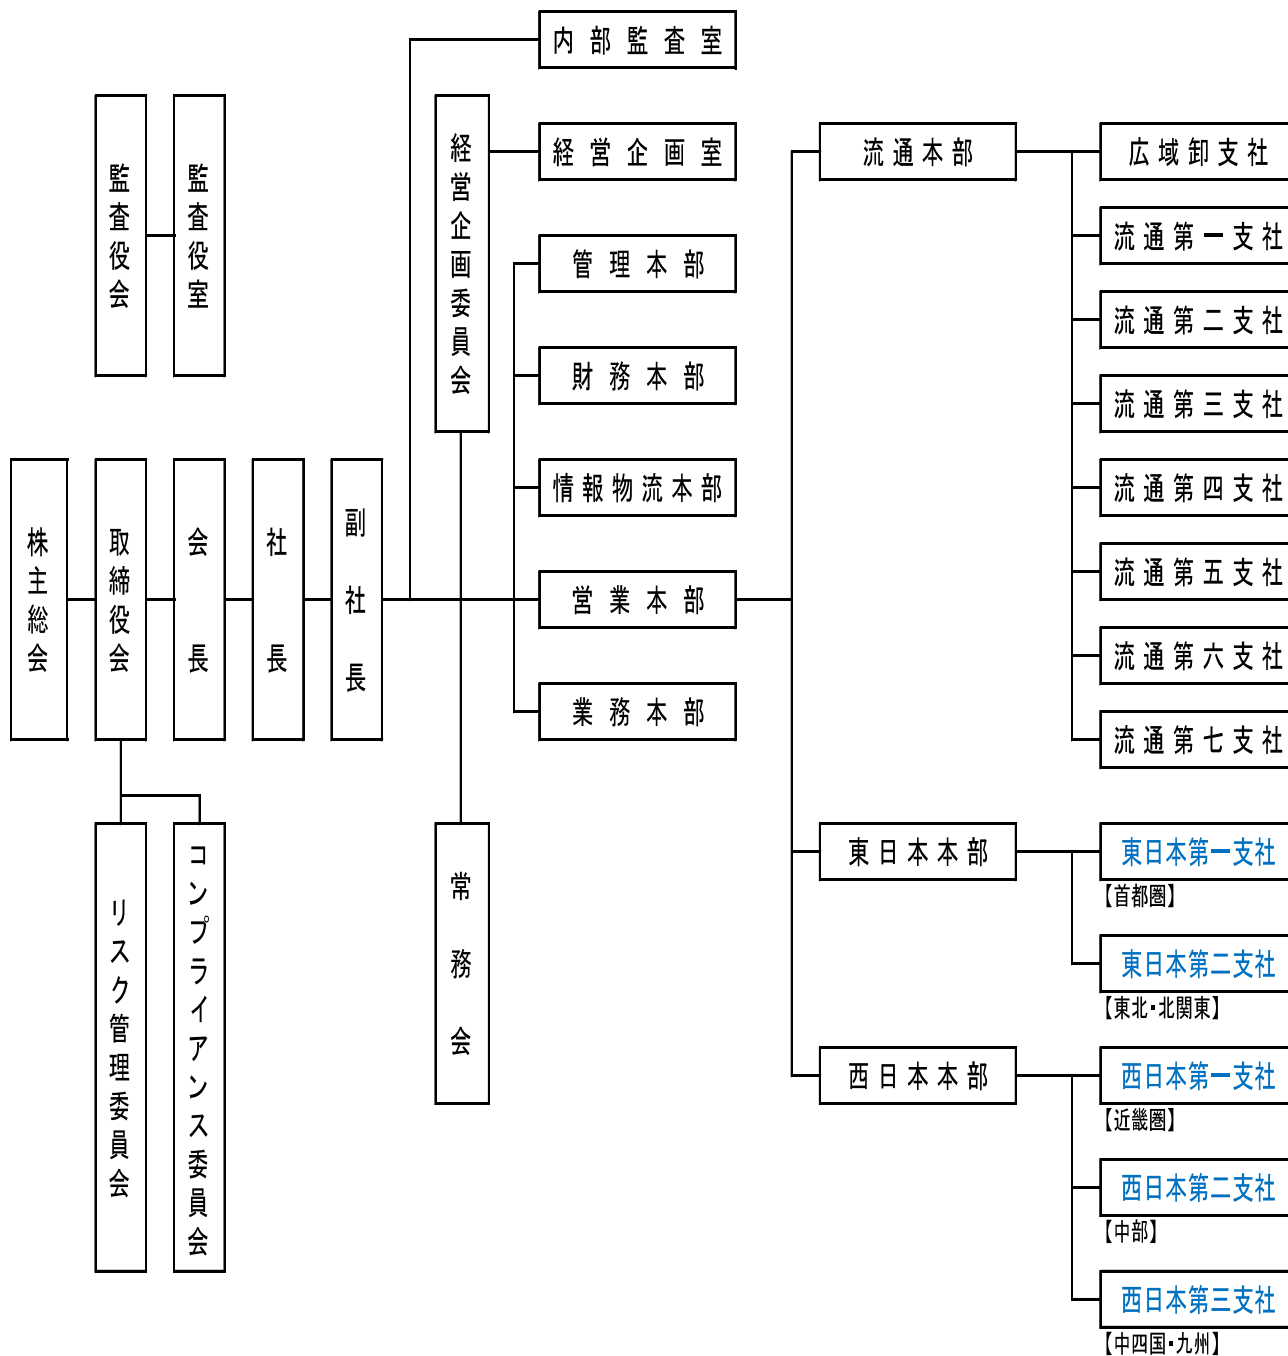 内部監査室
監査役会
監査役室
経営企画委員会
経営企画室
管理本部
財務本部
情報物流本部
営業本部
業務本部
株主総会
取締役会
会長
社長
副社長
リスク管理委員会
コンプライアンス委員会
常務会
流通本部
広域卸支社
流通第一支社
流通第二支社
流通第三支社
流通第四支社
流通第五支社
流通第六支社
流通第七支社
東日本本部
東日本第一支社
【首都圏】
東日本第二支社
【東北・北関東】
西日本本部
西日本第一支社
【近畿圏】
西日本第二支社
【中部】
西日本第三支社
【中四国・九州】